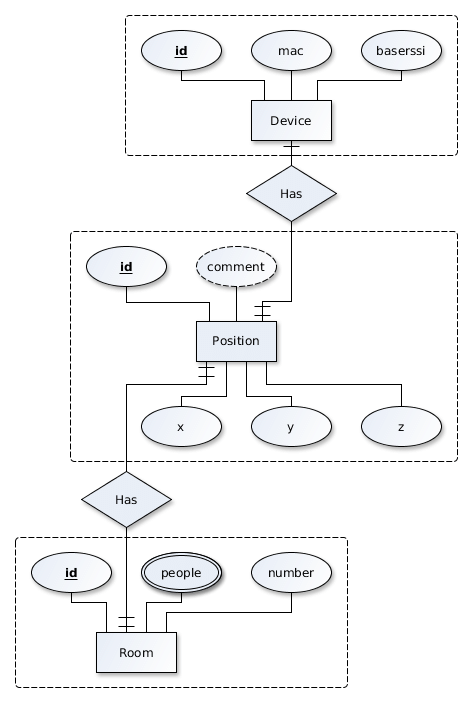 id mac baserssi
Device
Has
id comment
Position
x y z
Has
id people number
Room